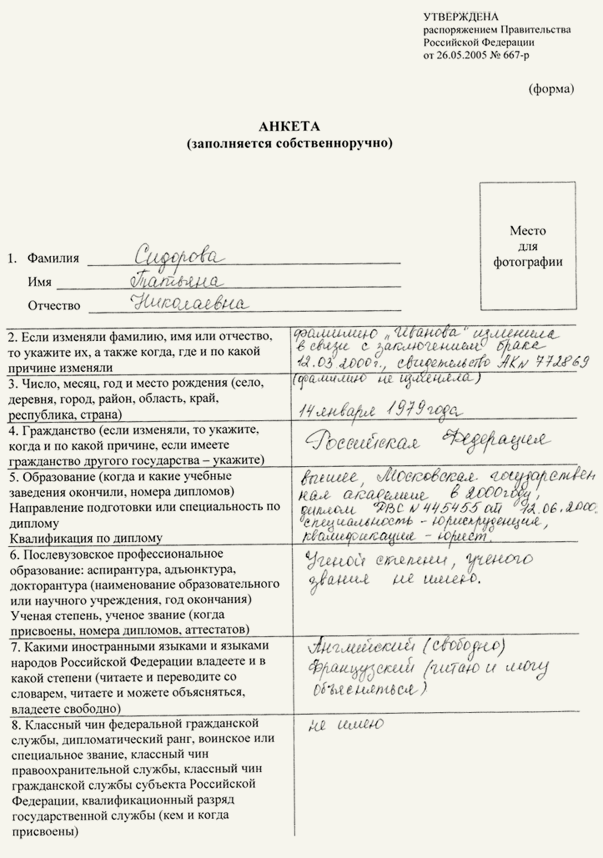 УТВЕРЖДЕНА
распоряжением Правительства
Российской Федерации
от 26.05.2005 № 667-р
(форма)
АНКЕТА
(заполняется собственноручно)
Место
для
фотографии
1. Фамилия Сидорова
Имя Татьяна
Отчество Николаевна
2. Если изменяли фамилию, имя или отчество,
то укажите их, а также когда, где и по какой
причине изменяли
фамилию „Иванова" изменила
в связи с заключением брака
12.03 2000г., свидетельство АК№ 772869
(фамилию не изменяла)
3. Число, месяц, год и место рождения (село,
деревня, город, район, область, край,
республика, страна)
14 января 1979 года
4. Гражданство (если изменяли, то укажите,
когда и по какой причине, если имеете
гражданство другого государства – укажите)
Российская Федерация
5. Образование (когда и какие учебные
заведения окончили, номера дипломов)
Направление подготовки или специальность по
диплому
Квалификация по диплому
высшее, Московская государствен
ная академия в 2000году,
диплом ДВС N 445455 от 12.06.2000.
специальность - юриспруденция,
квалификация - юрист.
6. Послевузовское профессиональное
образование: аспирантура, адъюнктура,
докторантура (наименование образовательного
или научного учреждения, год окончания)
Ученая степень, ученое звание (когда
присвоены, номера дипломов, аттестатов)
Ученой степени, ученого
звания не имею.
7. Какими иностранными языками и языками
народов Российской Федерации владеете и в
какой степени (читаете и переводите со
словарем, читаете и можете объясняться,
владеете свободно)
Английский (свободно)
Французский (читаю и могу
объясняться)
8. Классный чин федеральной гражданской
службы, дипломатический ранг, воинское или
специальное звание, классный чин
правоохранительной службы, классный чин
гражданской службы субъекта Российской
Федерации, квалификационный разряд
государственной службы (кем и когда
присвоены)
не имею